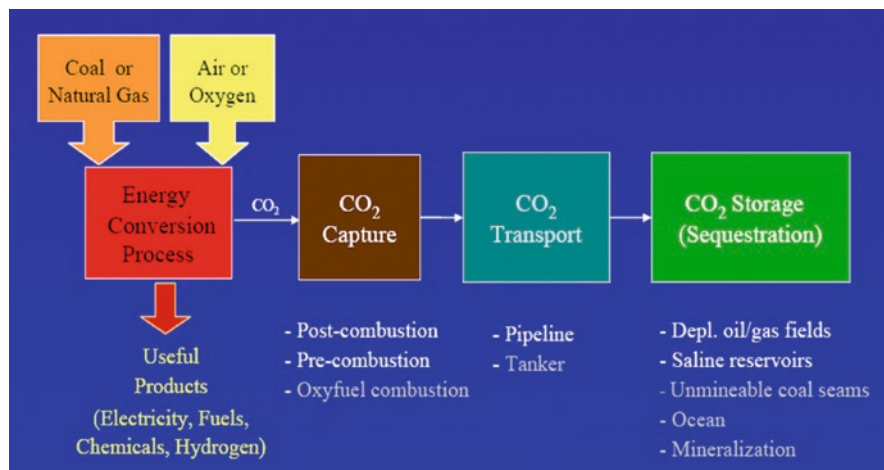 Coal or
Natural Gas
Air or
Oxygen
Energy
Conversion
Process
CO₂
CO₂
Capture
CO₂
Transport
CO₂ Storage
(Sequestration)
Useful
Products
(Electricity, Fuels,
Chemicals, Hydrogen)
- Post-combustion
- Pre-combustion
- Oxyfuel combustion
- Pipeline
- Tanker
- Depl. oil/gas fields
- Saline reservoirs
- Unmineable coal seams
- Ocean
- Mineralization